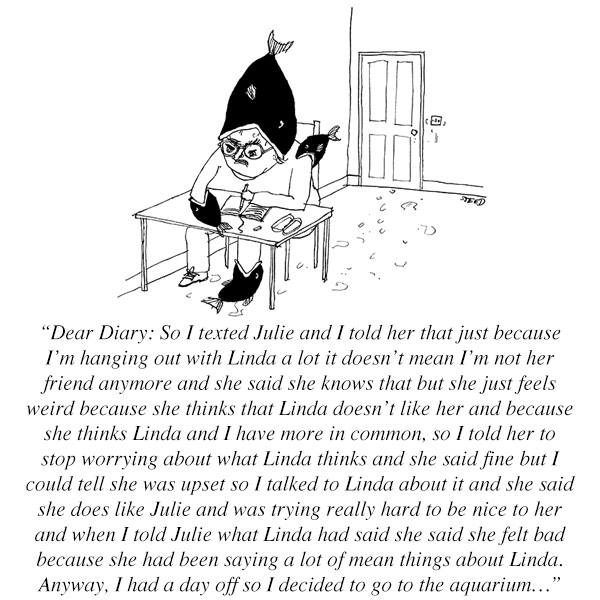 STEED
“Dear Diary: So I texted Julie and I told her that just because
I’m hanging out with Linda a lot it doesn’t mean I’m not her
friend anymore and she said she knows that but she just feels
weird because she thinks that Linda doesn’t like her and because
she thinks Linda and I have more in common, so I told her to
stop worrying about what Linda thinks and she said fine but I
could tell she was upset so I talked to Linda about it and she said
she does like Julie and was trying really hard to be nice to her
and when I told Julie what Linda had said she said she felt bad
because she had been saying a lot of mean things about Linda.
Anyway, I had a day off so I decided to go to the aquarium…”